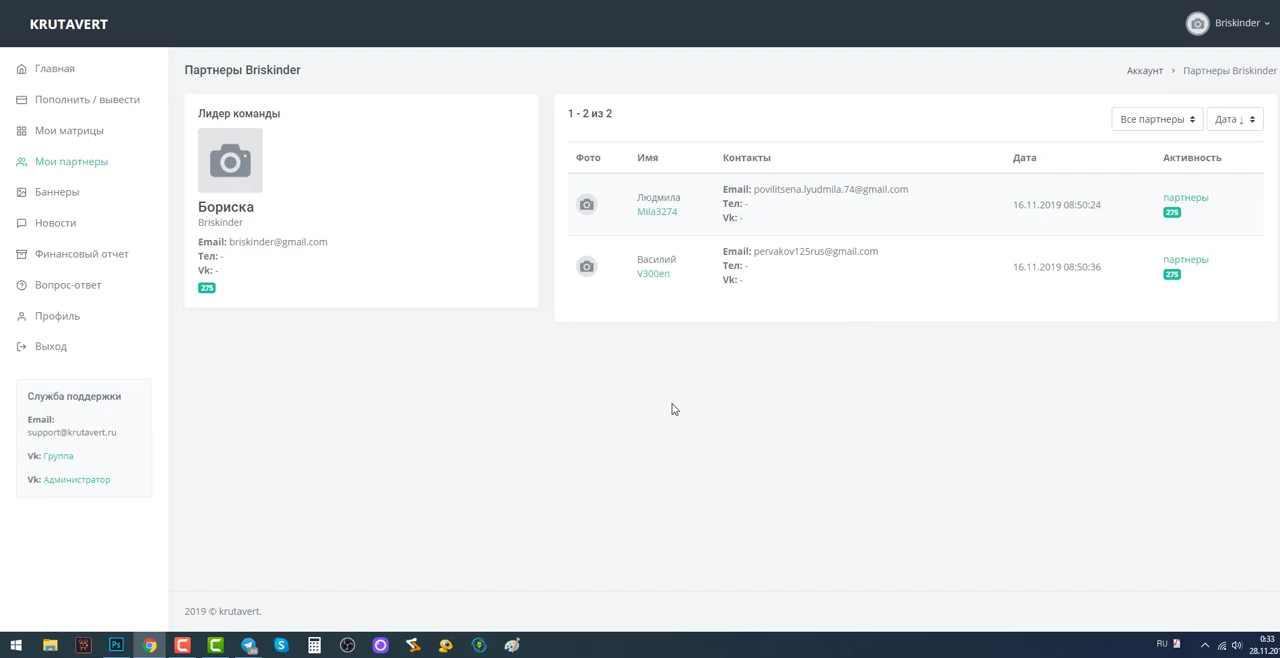 KRUTAVERT
Briskinder
Главная
Пополнить / вывести
Мои матрицы
Мои партнеры
Баннеры
Новости
Финансовый отчет
Вопрос-ответ
Профиль
Выход
Служба поддержки
Email:
support@krutavert.ru
Vk: Группа
Vk: Администратор
Партнеры Briskinder
Аккаунт > Партнеры Briskinder
Лидер команды
Бориска
Briskinder
Email: briskinder@gmail.com
Тел: -
Vk: -
275
1 - 2 из 2
Все партнеры
Дата ↓
Фото Имя Контакты Дата Активность
Людмила
Mila3274
Email: povilitsena.lyudmila.74@gmail.com
Тел: -
Vk: -
16.11.2019 08:50:24
партнеры
275
Василий
V300en
Email: pervakov125rus@gmail.com
Тел: -
Vk: -
16.11.2019 08:50:36
партнеры
275
2019 © krutavert.
Ps
RU
0:33
28.11.20